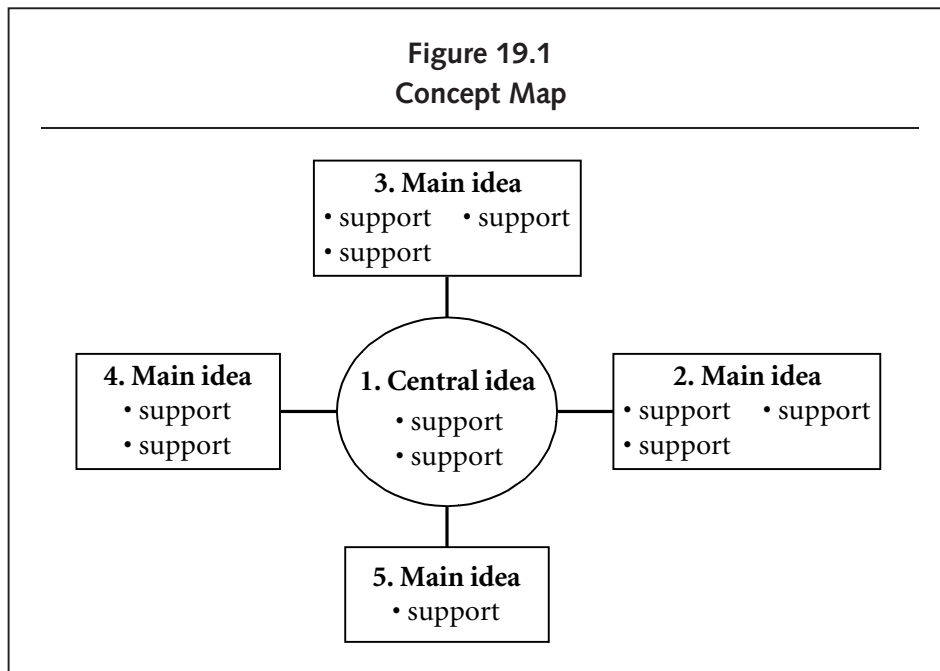 Figure 19.1
Concept Map
3. Main idea
• support • support
• support
4. Main idea
• support
• support
1. Central idea
• support
• support
2. Main idea
• support • support
• support
5. Main idea
• support